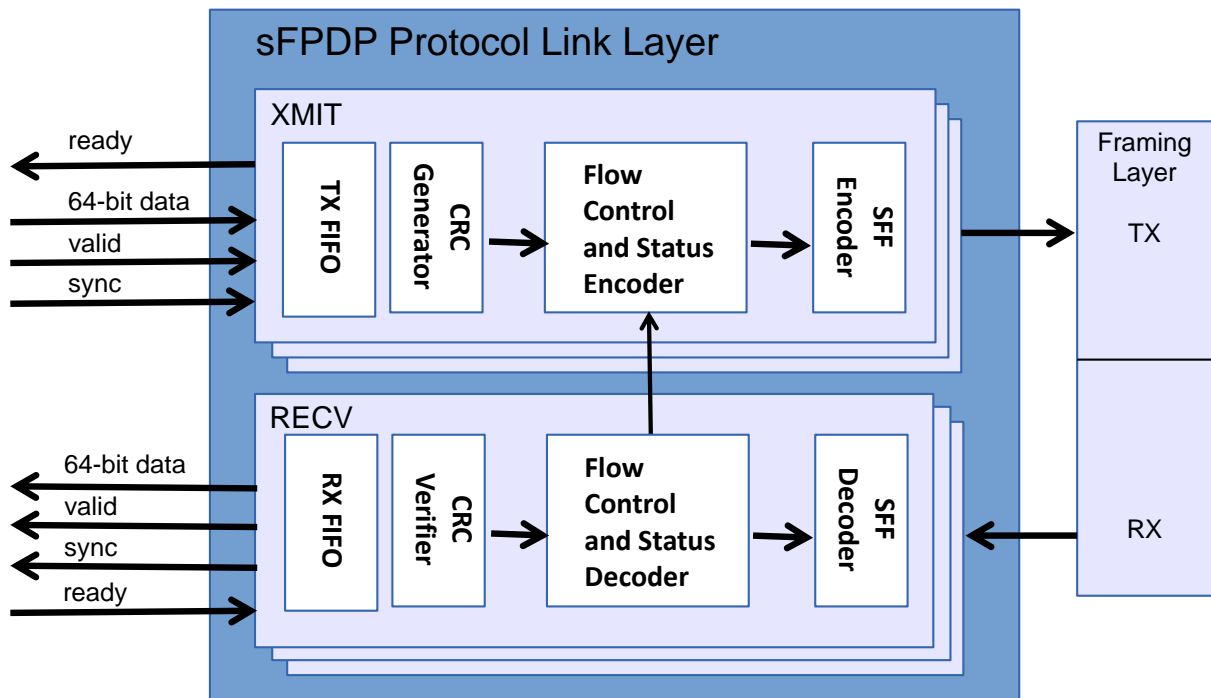 sFPDP Protocol Link Layer
XMIT
ready
64-bit data
valid
sync
TX FIFO
CRC
Generator
Flow
Control
and Status
Encoder
SFF
Encoder
Framing
Layer
TX
RECV
64-bit data
valid
sync
ready
RX FIFO
CRC
Verifier
Flow
Control
and Status
Decoder
SFF
Decoder
RX